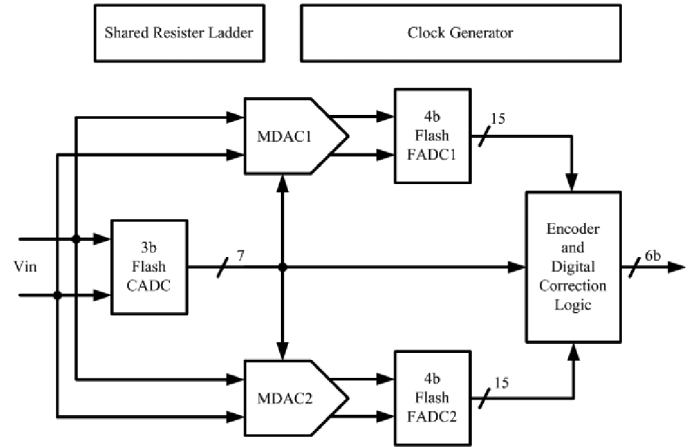 Shared Resister Ladder
Clock Generator
MDAC1
4b
Flash
FADC1
15
Vin
3b
Flash
CADC
7
Encoder
and
Digital
Correction
Logic
6b
MDAC2
4b
Flash
FADC2
15